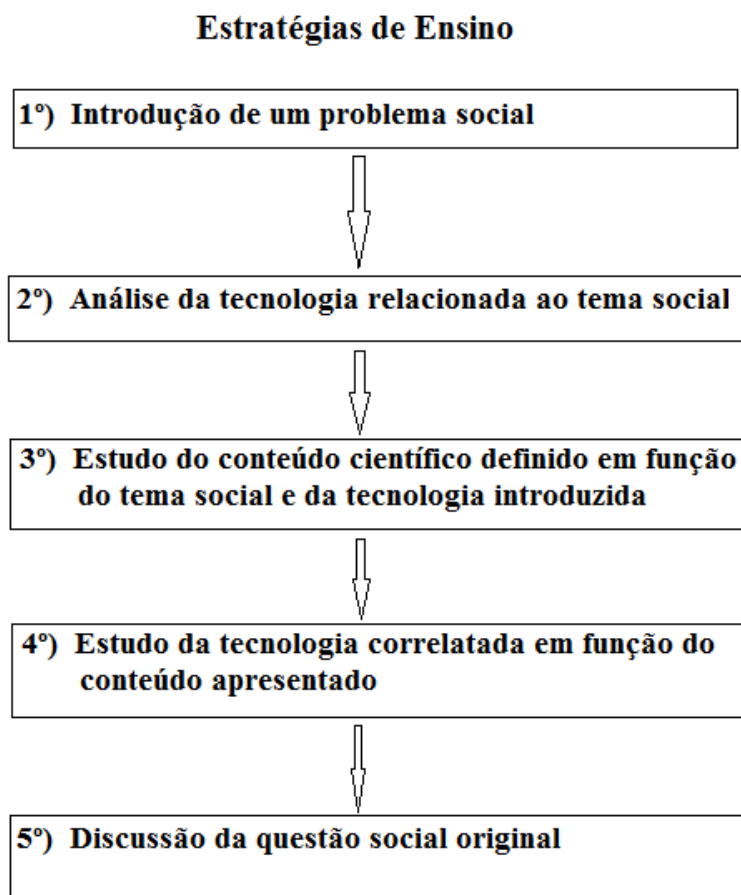 Estratégias de Ensino
1º) Introdução de um problema social
2º) Análise da tecnologia relacionada ao tema social
3º) Estudo do conteúdo científico definido em função
do tema social e da tecnologia introduzida
4º) Estudo da tecnologia correlatada em função do
conteúdo apresentado
5º) Discussão da questão social original